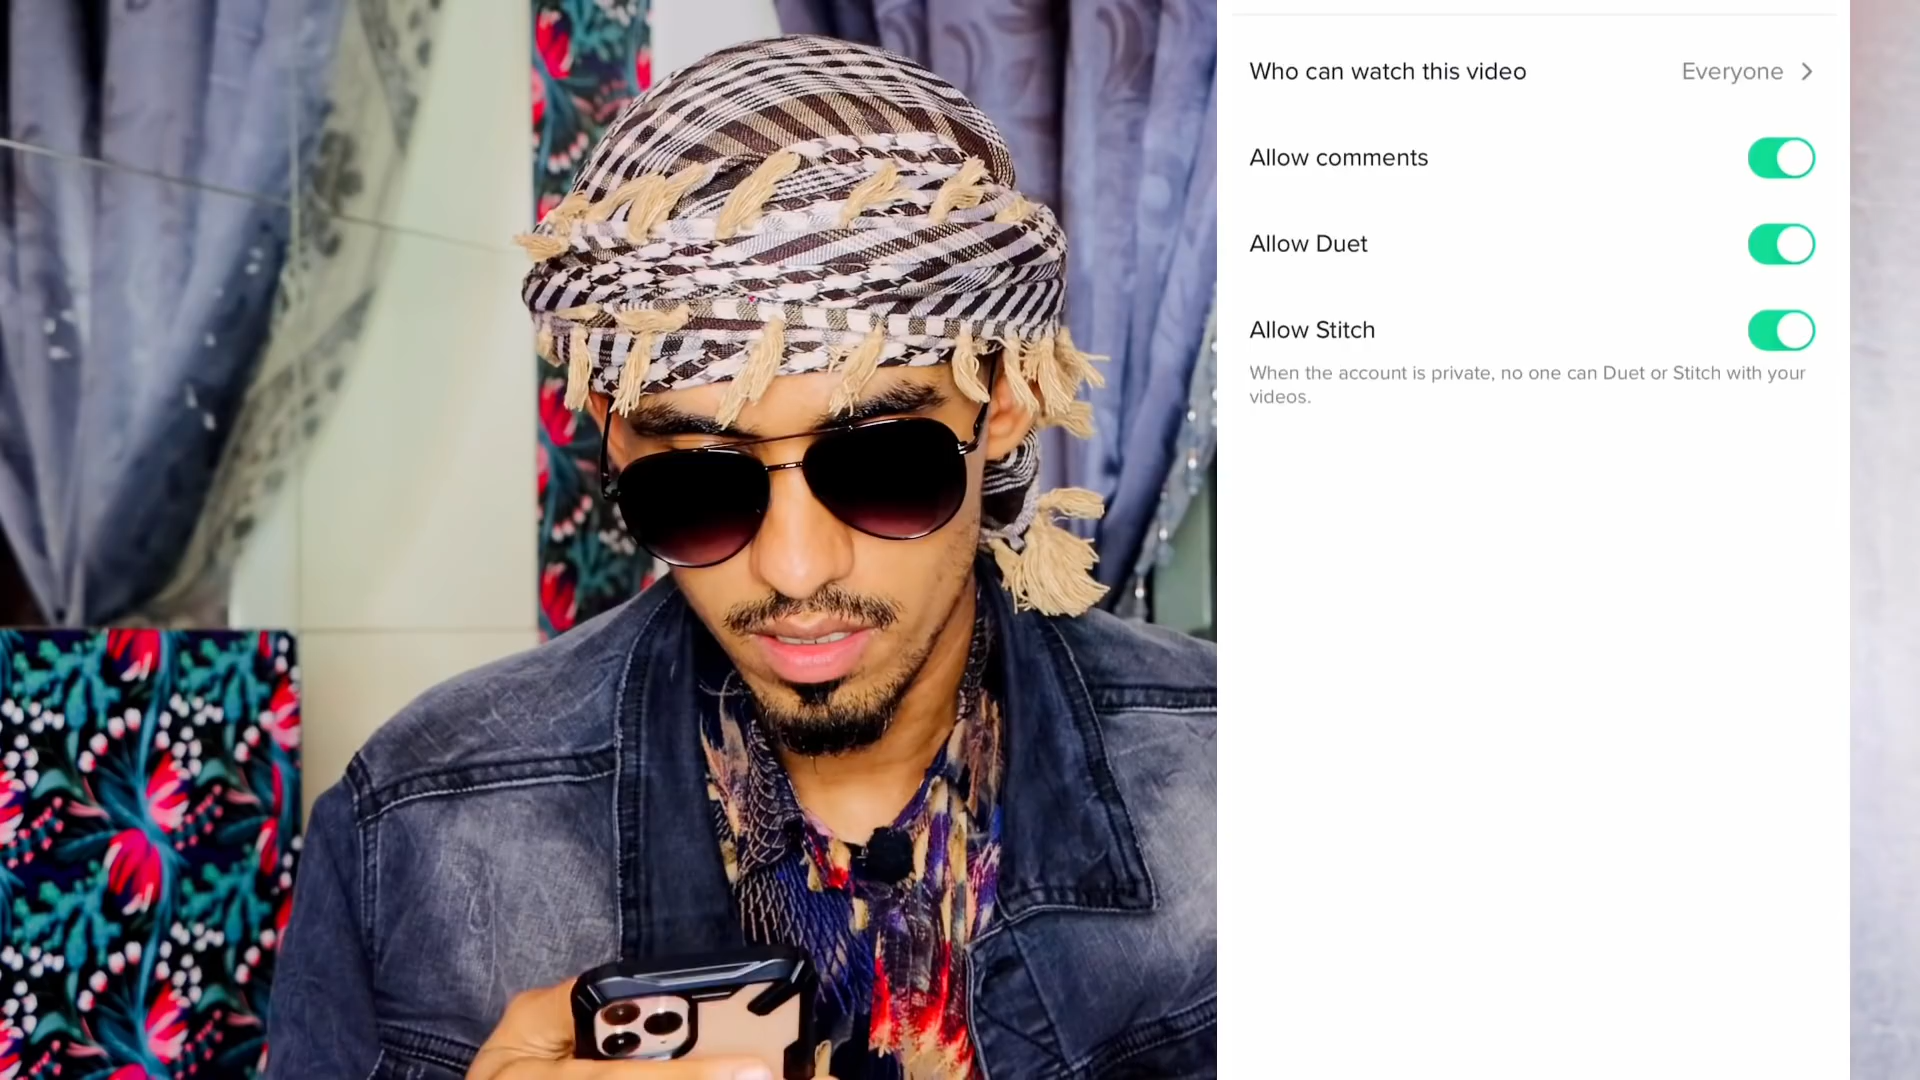 Who can watch this video Everyone
Allow comments
Allow Duet
Allow Stitch
When the account is private, no one can Duet or Stitch with your
videos.